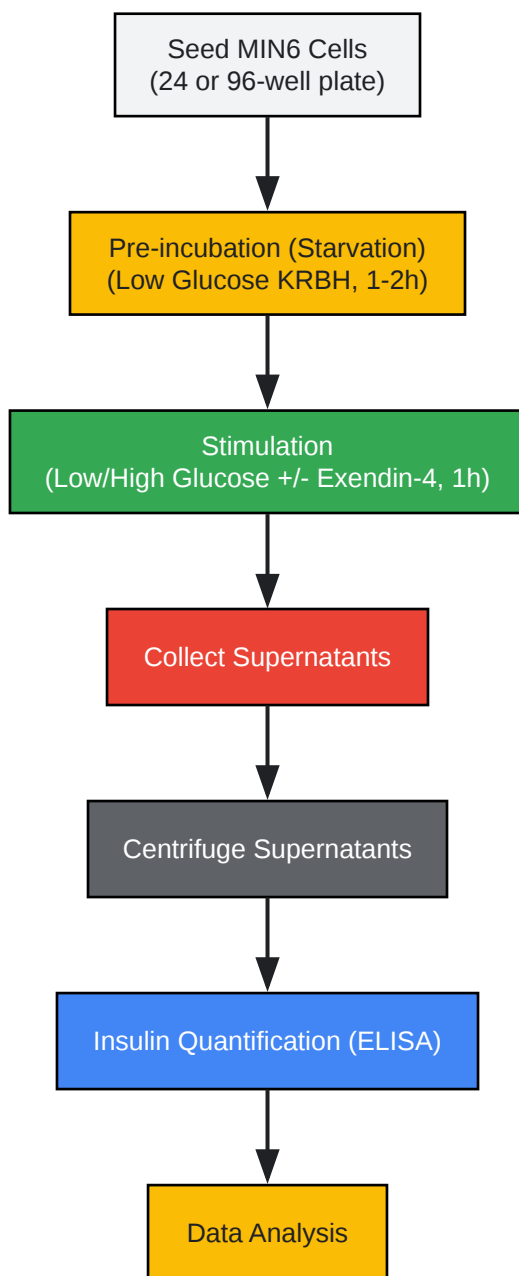 Seed MIN6 Cells
(24 or 96-well plate)
Pre-incubation (Starvation)
(Low Glucose KRBH, 1-2h)
Stimulation
(Low/High Glucose +/- Exendin-4, 1h)
Collect Supernatants
Centrifuge Supernatants
Insulin Quantification (ELISA)
Data Analysis